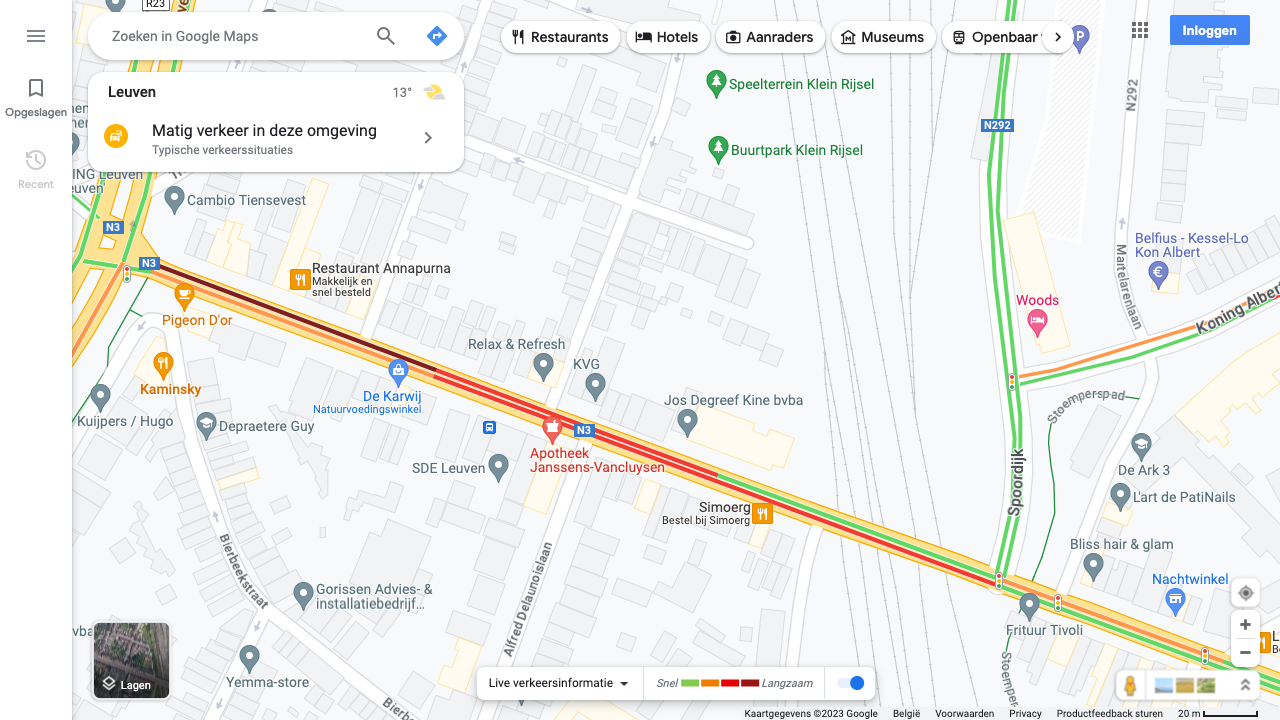 R23
Zoeken in Google Maps
Restaurants
Hotels
Aanraders
Museums
Openbaar
P
Inloggen
Opgeslagen
Recent
Leuven
13°
Matig verkeer in deze omgeving
Typische verkeerssituaties
ING Leuven
Cambio Tiensevest
Speelterrein Klein Rijsel
Buurtpark Klein Rijsel
N292
N292
N3
N3
Restaurant Annapurna
Makkelijk en
snel besteld
Pigeon D'or
Kaminsky
Kuijpers / Hugo
Depraetere Guy
De Karwij
Natuurvoedingswinkel
Relax & Refresh
KVG
Jos Degreef Kine bvba
N3
Apotheek
Janssens-Vancluysen
SDE Leuven
Simoerg
Bestel bij Simoerg
Belfius - Kessel-Lo
Kon Albert
€
Martelarenlaan
Koning Albert
Woods
Stoemperspad
Spoordijk
De Ark 3
L'art de PatiNails
Bliss hair & glam
Nachtwinkel
Frituur Tivoli
Stoemper
Bierbeekstraat
Gorissen Advies- &
Installatiebedrijf...
Alfred Delaunoislaan
Yemma-store
Lagen
Live verkeersinformatie
Snel
Langzaam
Kaartgegevens ©2023 Google
België
Voorwaarden
Privacy
Productfeedback sturen
20 m